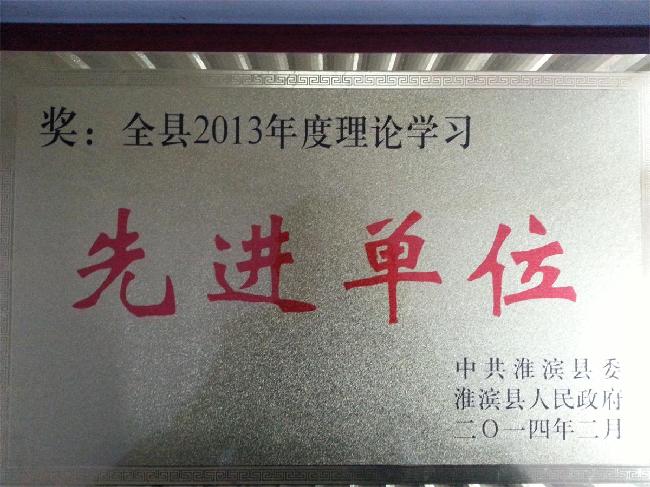 奖：全县2013年度理论学习
先进单位
中共淮滨县委
淮滨县人民政府
二〇一四年二月